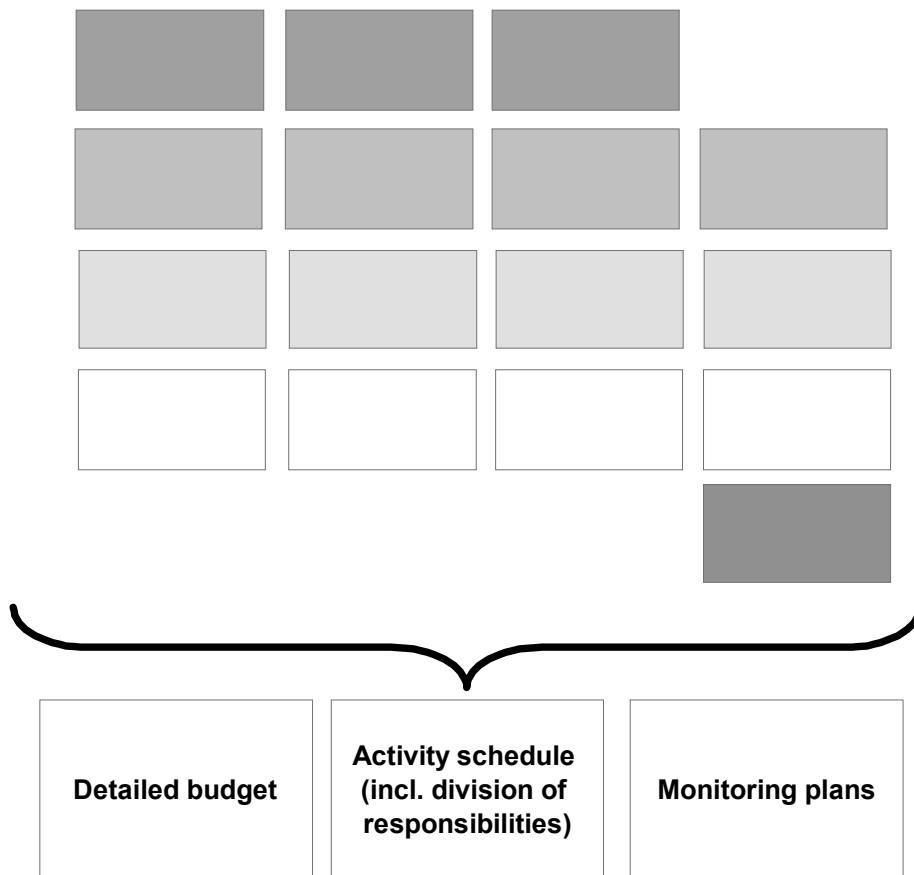 Detailed budget
Activity schedule
(incl. division of
responsibilities)
Monitoring plans